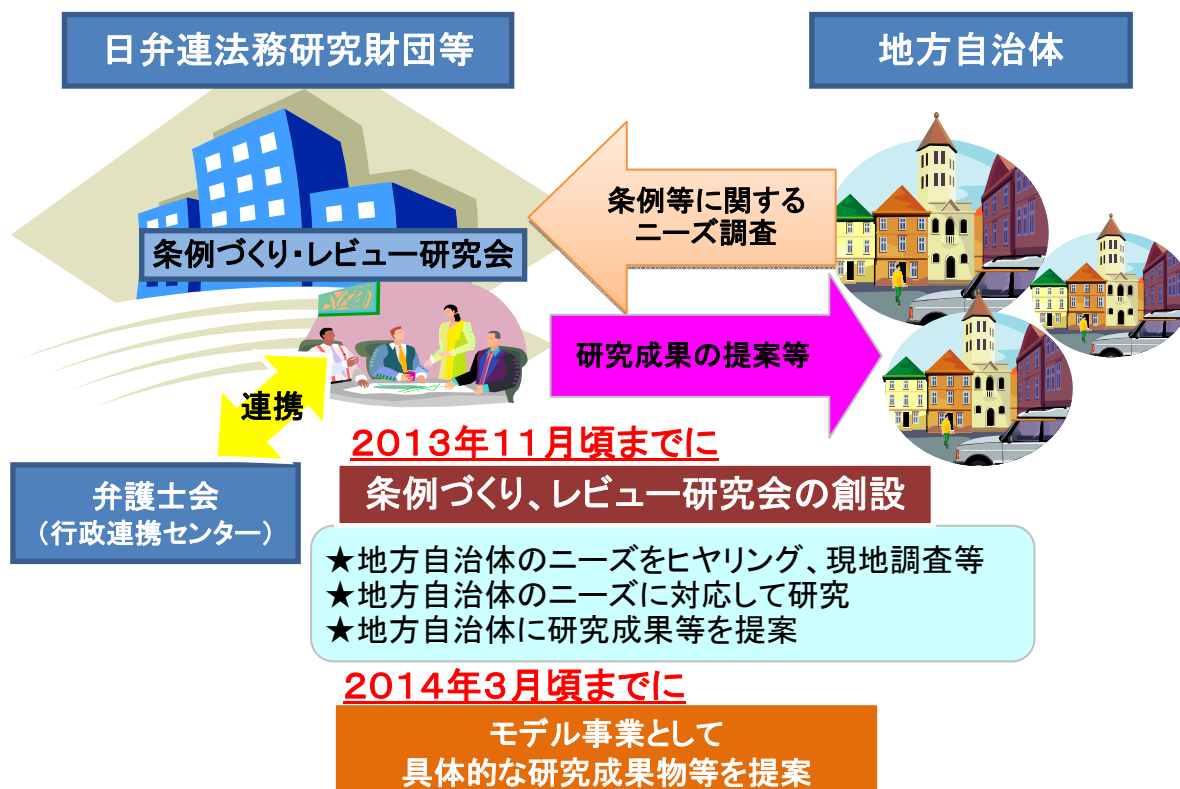 日弁連法務研究財団等
地方自治体
条例等に関する
ニーズ調査
条例づくり・レビュー研究会
研究成果の提案等
連携
2013年11月頃までに
弁護士会
(行政連携センター)
条例づくり、レビュー研究会の創設
★地方自治体のニーズをヒヤリング、現地調査等
★地方自治体のニーズに対応して研究
★地方自治体に研究成果等を提案
2014年3月頃までに
モデル事業として
具体的な研究成果物等を提案